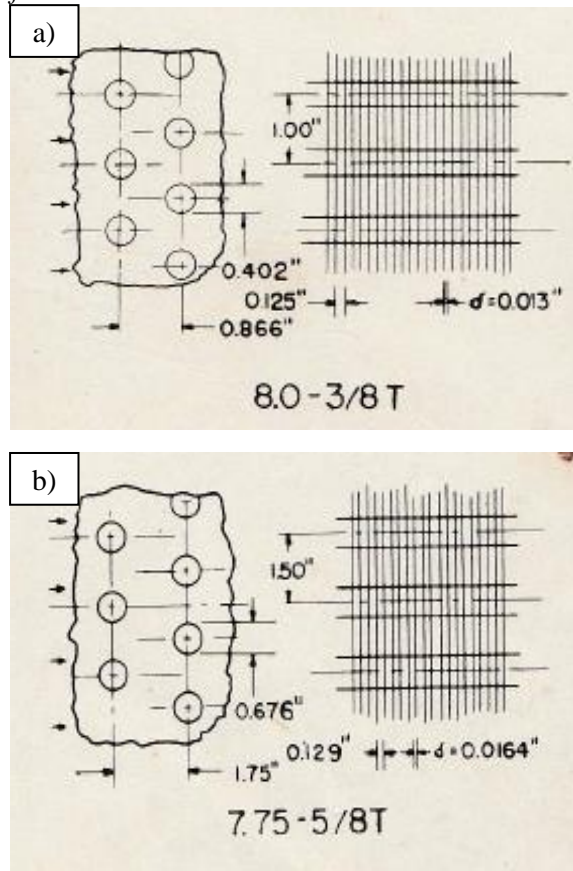 a)
1.00"
0.402"
0.125"
d=0.013"
0.866"
8.0-3/8 T
b)
1.50"
0.676"
0.129"
d=0.0164"
1.75"
7.75-5/8T